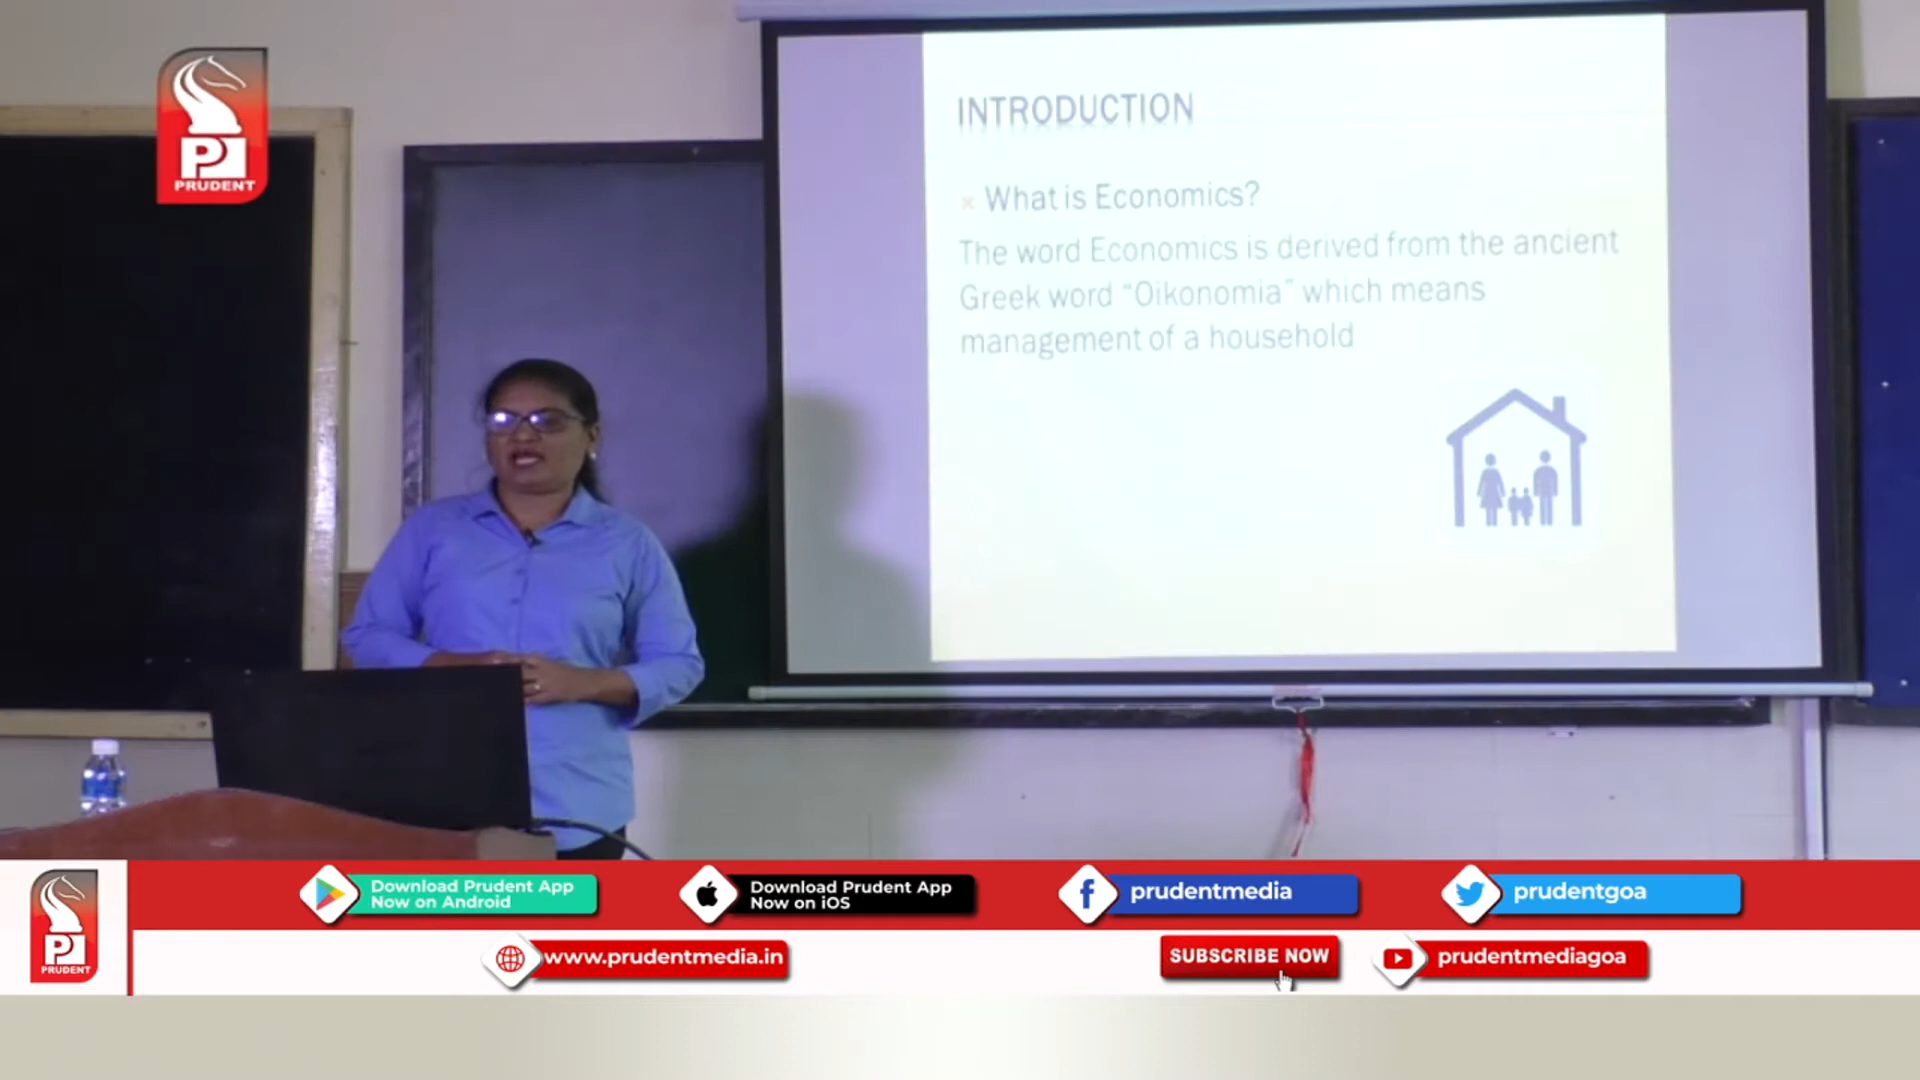 PRUDENT
INTRODUCTION
What is Economics?
The word Economics is derived from the ancient
Greek word "Oikonomia" which means
management of a household
PRUDENT
Download Prudent App
Now on Android
Download Prudent App
Now on iOS
prudentmedia
prudentgoa
www.prudentmedia.in
SUBSCRIBE NOW
prudentmediagoa